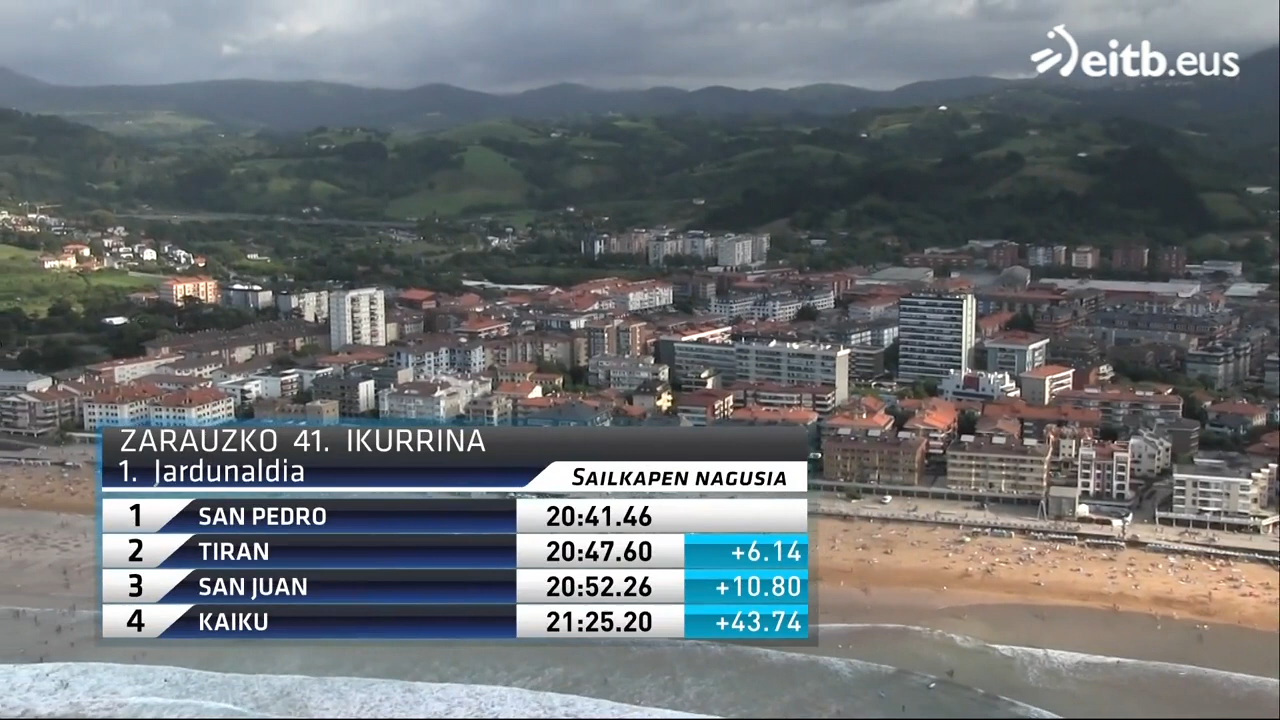 eitb.eus
ZARAUZKO 41. IKURRINA
1. Jardunaldia
SAILKAPEN NAGUSIA
1 SAN PEDRO 20:41.46
2 TIRAN 20:47.60 +6.14
3 SAN JUAN 20:52.26 +10.80
4 KAIKU 21:25.20 +43.74